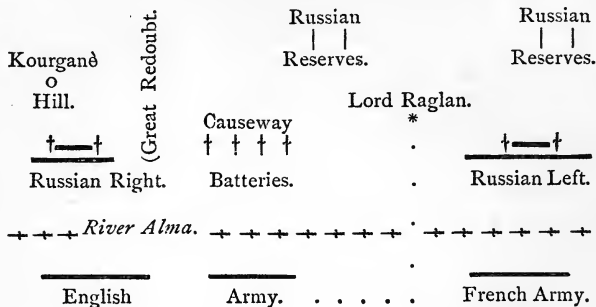 Russian Russian
Reserves. Reserves.
Kourganè
Hill.
(Great Redoubt.
Lord Raglan.
Causeway
Russian Right. Batteries. Russian Left.
River Alma.
English Army. French Army.